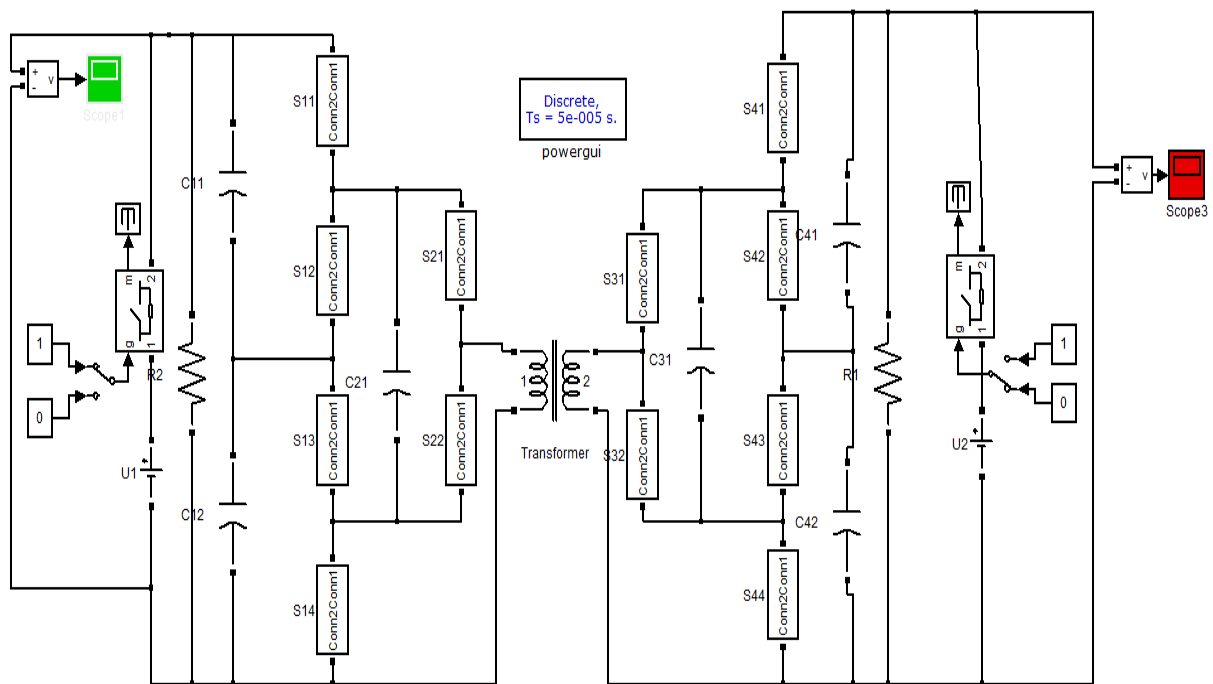 +
-
v
Scope1
S11
Conn2Conn1
Discrete,
Ts = 5e-005 s.
powergui
S41
Conn2Conn1
+
-
v
Scope3
C11
S12
Conn2Conn1
S21
Conn2Conn1
S31
Conn2Conn1
S42
Conn2Conn1
C41
m
2
g
1
m
2
g
1
1
0
R2
C21
1
2
Transformer
C31
R1
1
0
U1
S13
Conn2Conn1
S22
Conn2Conn1
S32
Conn2Conn1
S43
Conn2Conn1
U2
C12
C42
S14
Conn2Conn1
S44
Conn2Conn1